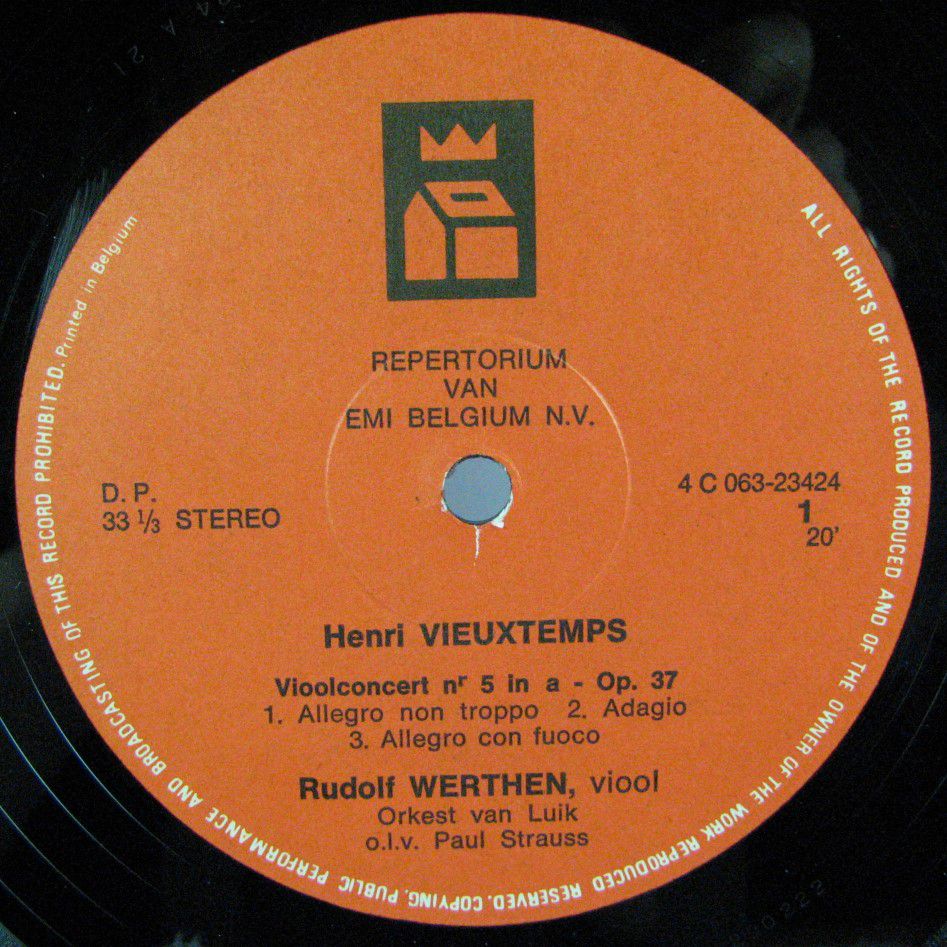 REPERTORIUM
VAN
EMI BELGIUM N.V.
D. P.
33 ⅓ STEREO
4 C 063-23424
1
20'
Henri VIEUXTEMPS
Vioolconcert nʳ 5 in a - Op. 37
1. Allegro non troppo 2. Adagio
3. Allegro con fuoco
Rudolf WERTHEN, viool
Orkest van Luik
o.l.v. Paul Strauss
ALL RIGHTS OF THE RECORD PRODUCED AND OF THE OWNER OF THE WORK REPRODUCED RESERVED. COPYING. PUBLIC PERFORMANCE AND BROADCASTING OF THIS RECORD PROHIBITED. Printed in Belgium